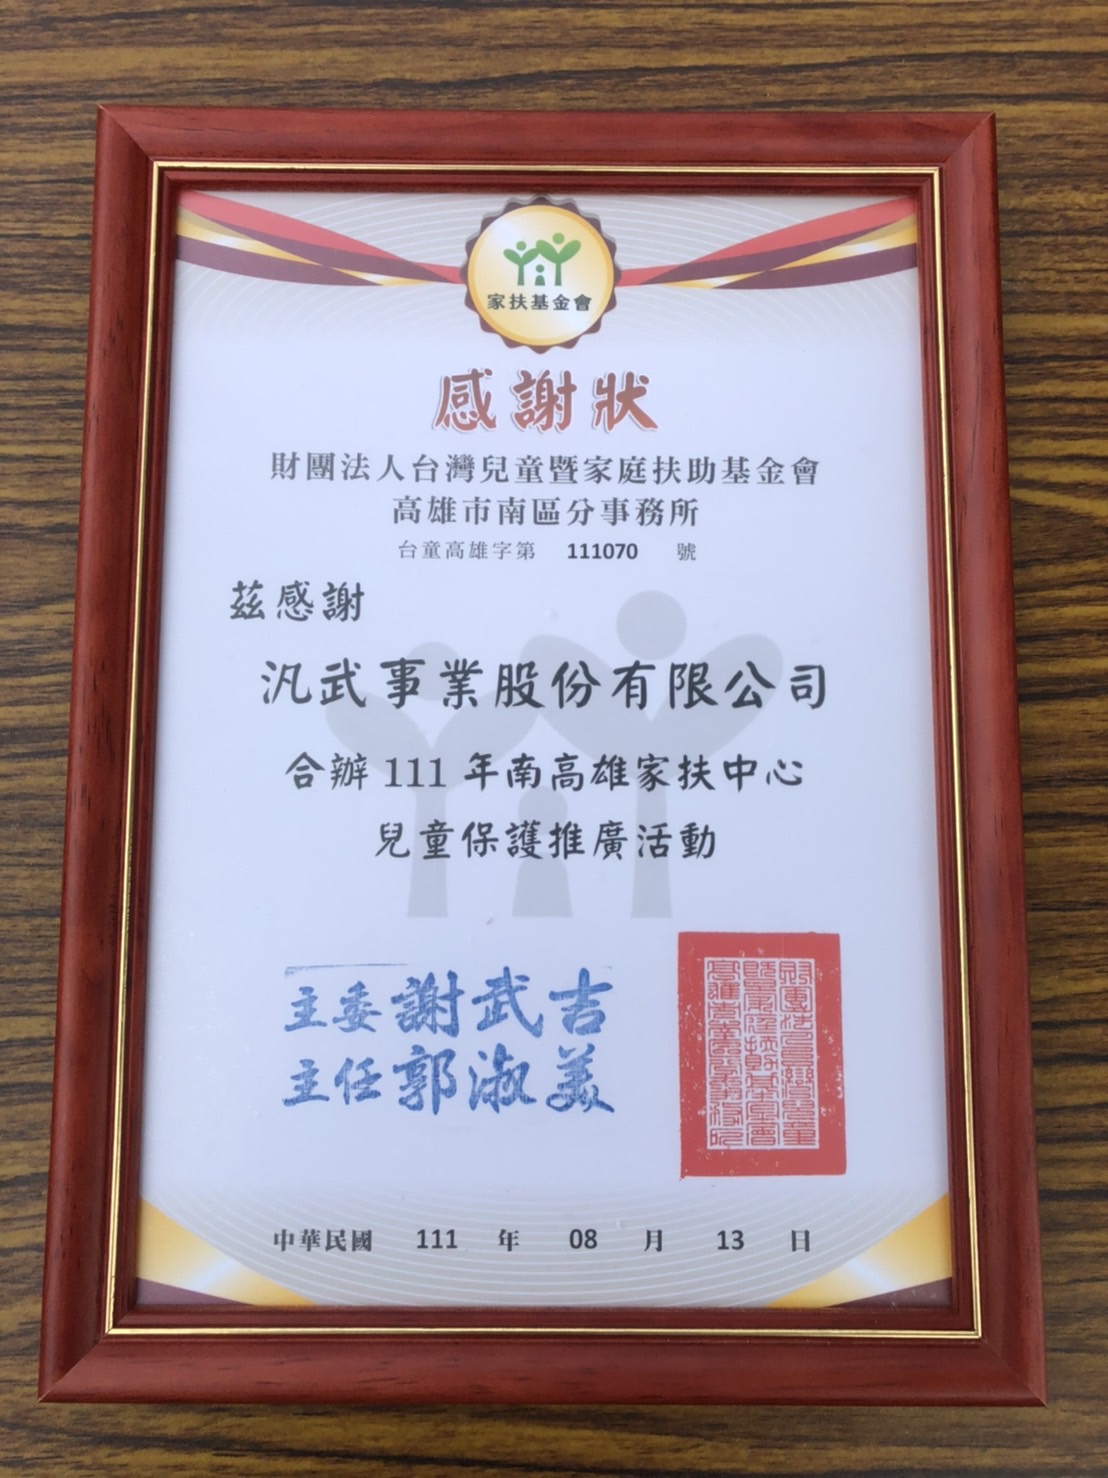 家扶基金會
感謝狀
財團法人台灣兒童暨家庭扶助基金會
高雄市南區分事務所
台童高雄字第 111070 號
茲感謝
汎武事業股份有限公司
合辦 111 年南高雄家扶中心
兒童保護推廣活動
主委 謝武吉
主任 郭淑美
中華民國 111 年 08 月 13 日